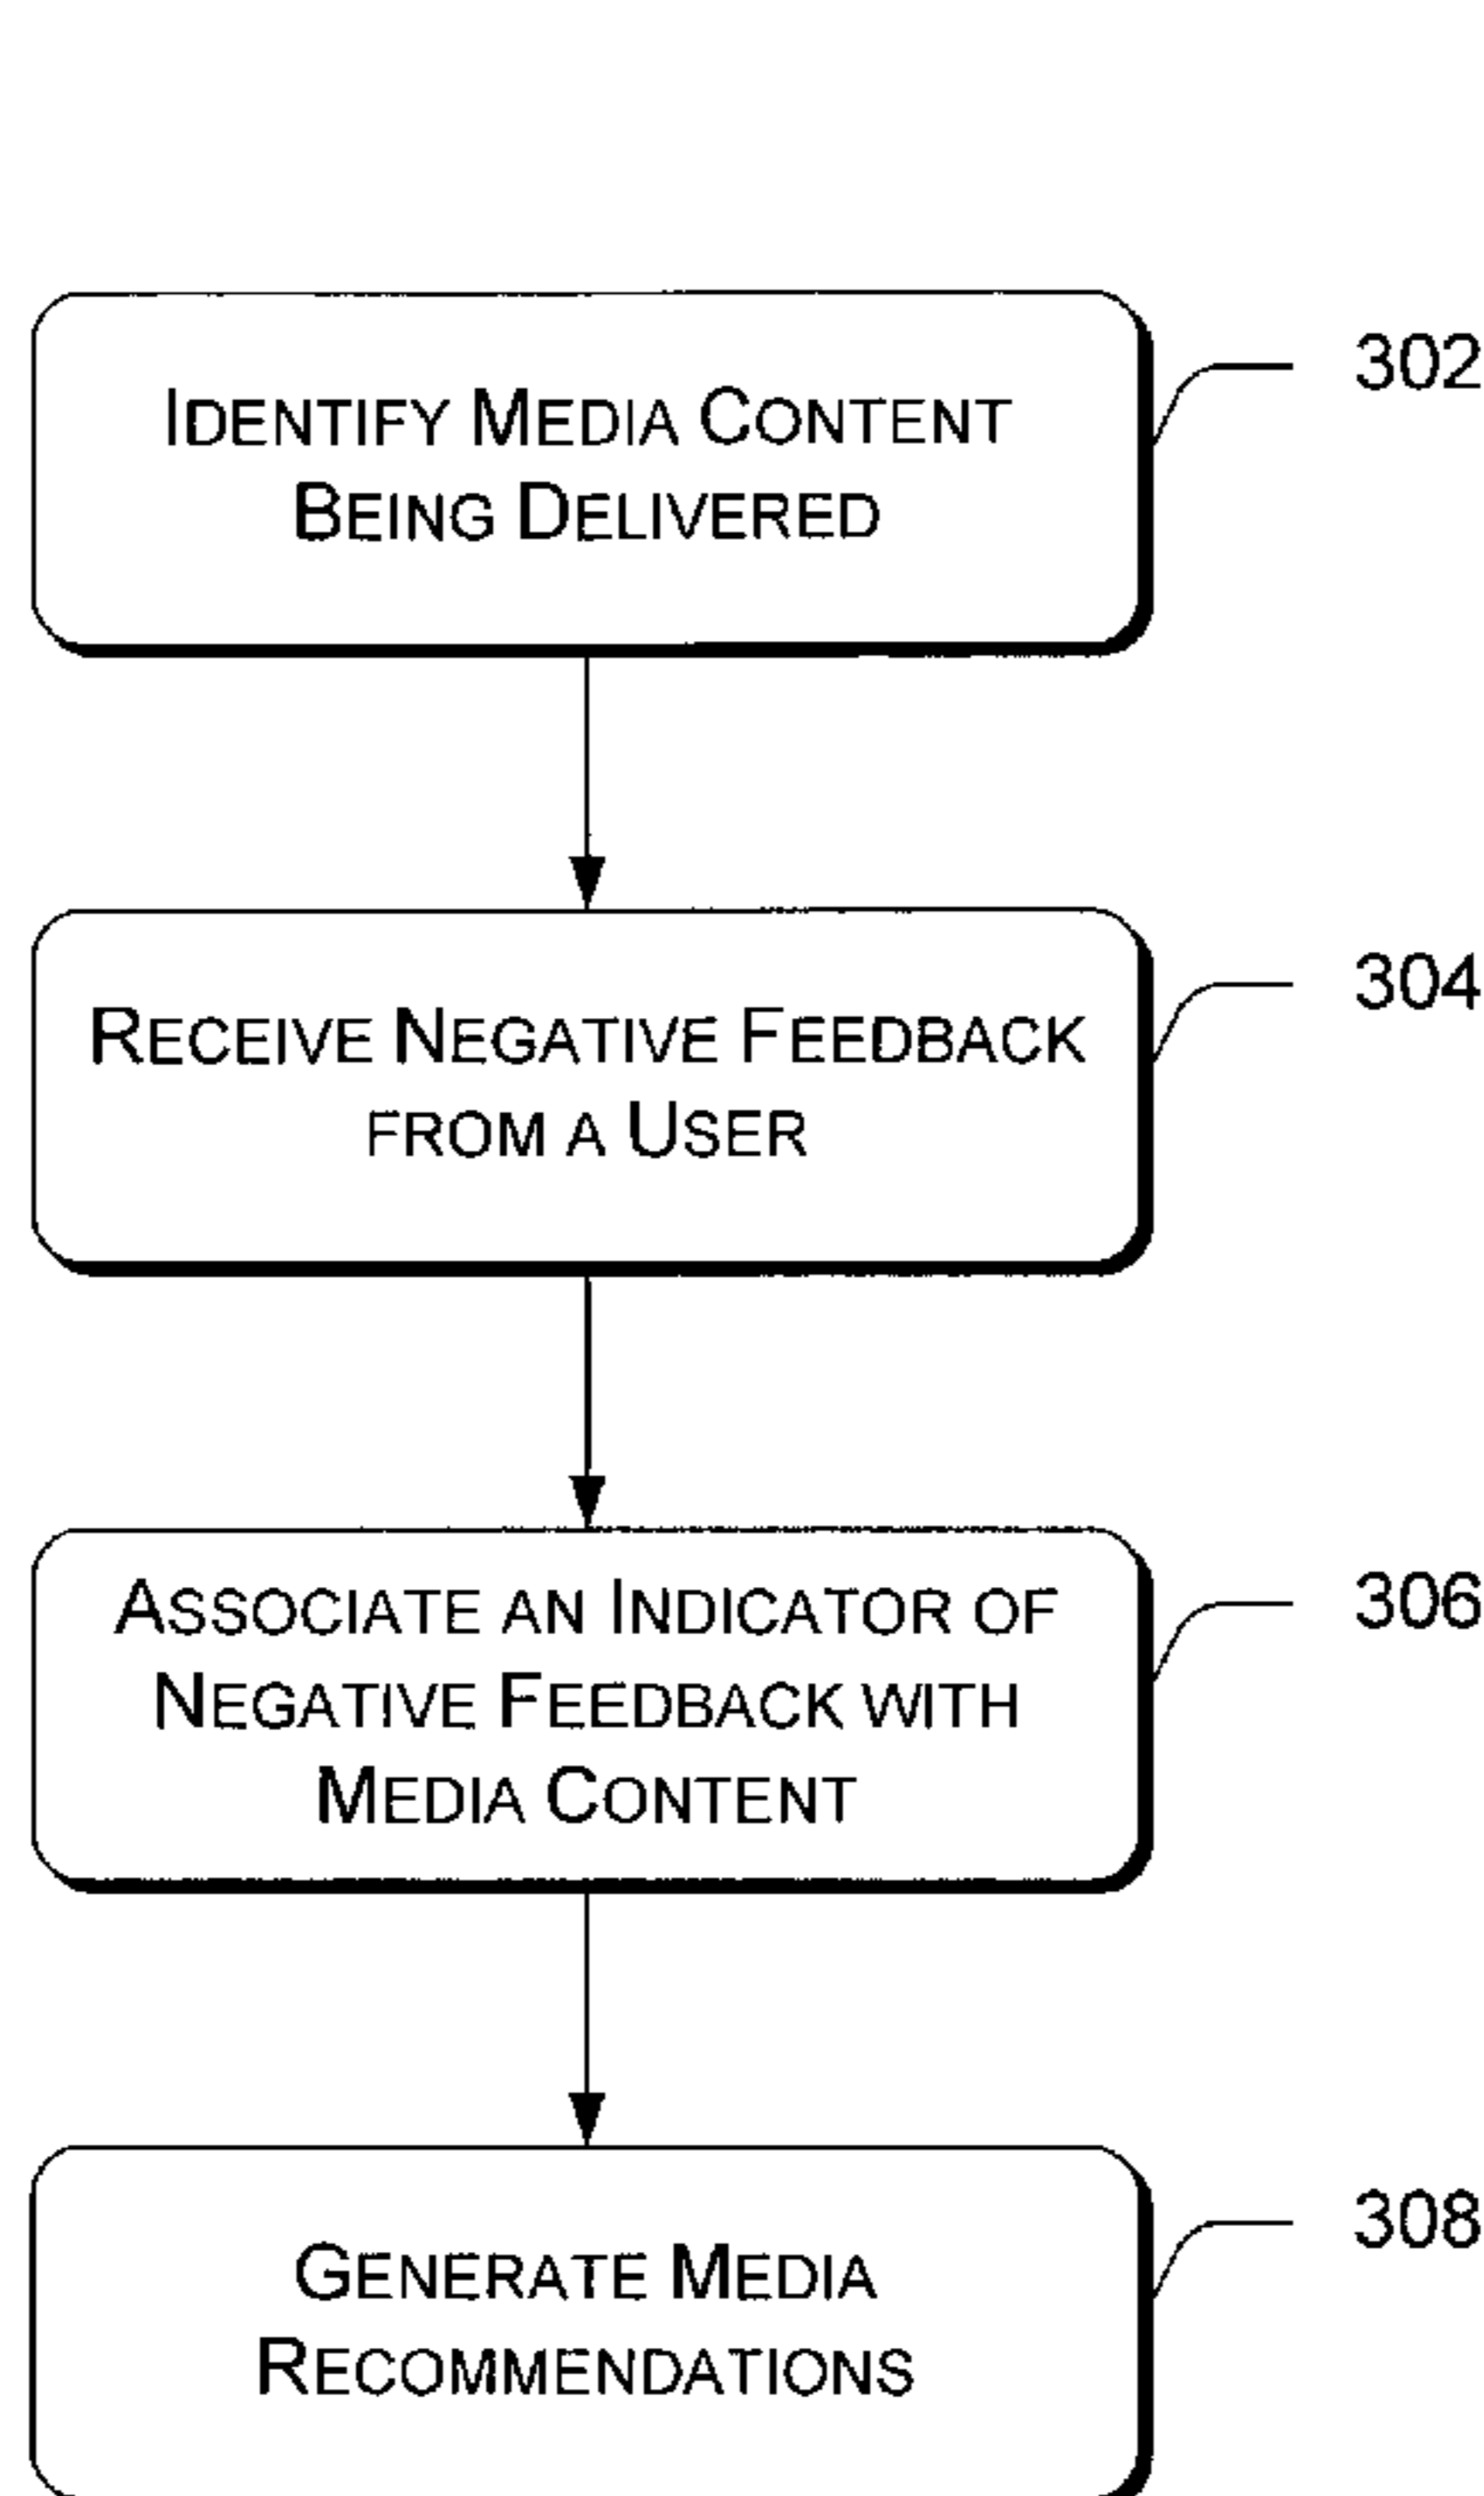 IDENTIFY MEDIA CONTENT
BEING DELIVERED
302
RECEIVE NEGATIVE FEEDBACK
FROM A USER
304
ASSOCIATE AN INDICATOR OF
NEGATIVE FEEDBACK WITH
MEDIA CONTENT
306
GENERATE MEDIA
RECOMMENDATIONS
308